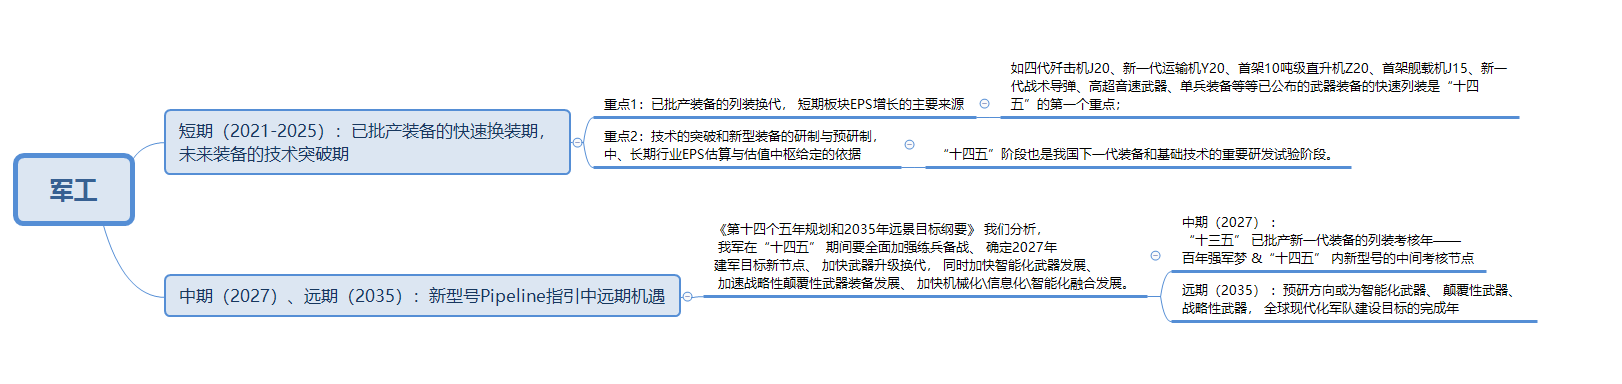 军工
短期（2021-2025）：已批产装备的快速换装期，
未来装备的技术突破期
重点1：已批产装备的列装换代， 短期板块EPS增长的主要来源
如四代歼击机J20、新一代运输机Y20、首架10吨级直升机Z20、首架舰载机J15、新一
代战术导弹、高超音速武器、单兵装备等等已公布的武器装备的快速列装是“十四
五”的第一个重点；
重点2：技术的突破和新型装备的研制与预研制，
中、长期行业EPS估算与估值中枢给定的依据
“十四五”阶段也是我国下一代装备和基础技术的重要研发试验阶段。
中期（2027）、远期（2035）：新型号Pipeline指引中远期机遇
《第十四个五年规划和2035年远景目标纲要》 我们分析，
我军在“十四五” 期间要全面加强练兵备战、 确定2027年
建军目标新节点、 加快武器升级换代， 同时加快智能化武器发展、
加速战略性颠覆性武器装备发展、 加快机械化\信息化\智能化融合发展。
中期（2027）：
“十三五” 已批产新一代装备的列装考核年——
百年强军梦 &“十四五” 内新型号的中间考核节点
远期（2035）：预研方向或为智能化武器、 颠覆性武器、
战略性武器， 全球现代化军队建设目标的完成年